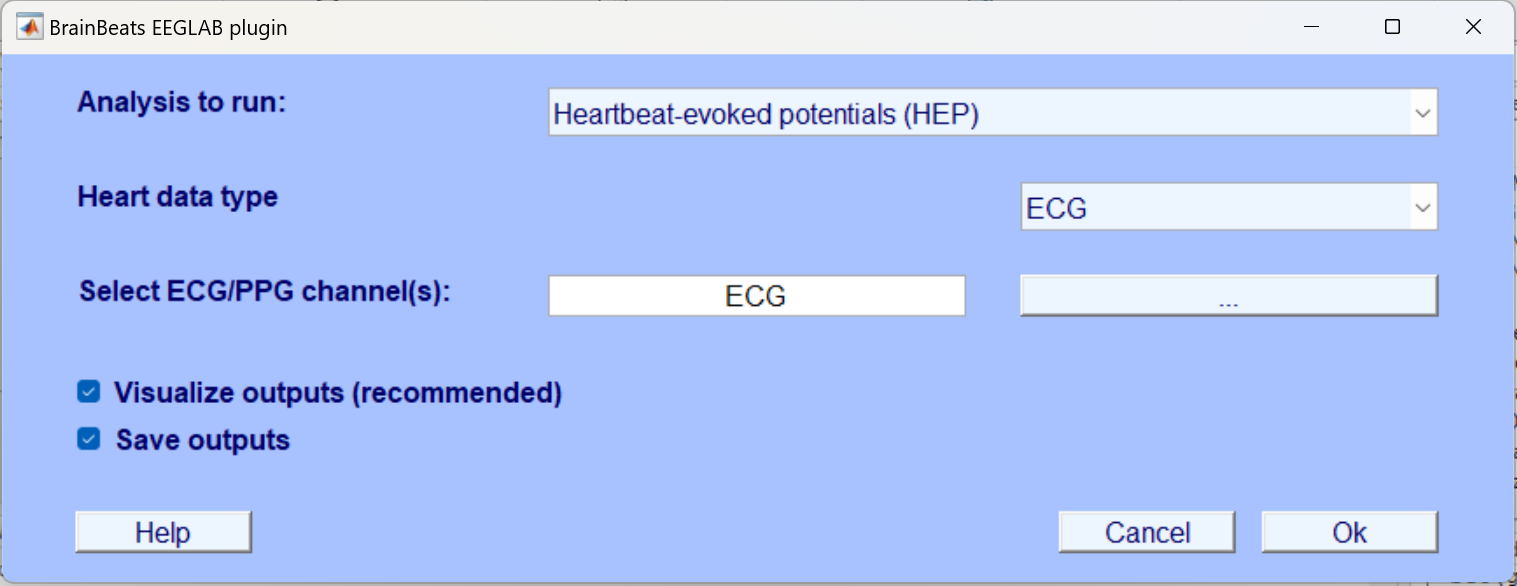 BrainBeats EEGLAB plugin
Analysis to run:
Heartbeat-evoked potentials (HEP)
Heart data type
ECG
Select ECG/PPG channel(s):
ECG
...
Visualize outputs (recommended)
Save outputs
Help
Cancel
Ok